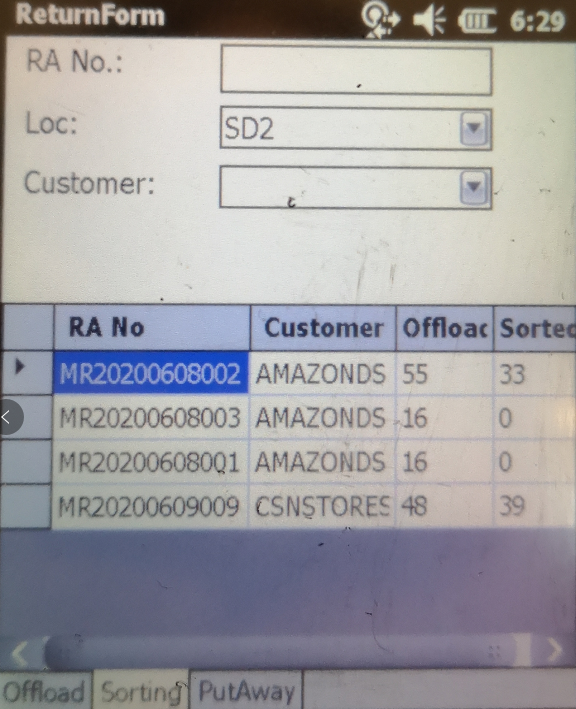 ReturnForm 6:29
RA No.:
Loc: SD2
Customer:
RA No Customer Offloac Sorted
MR20200608002 AMAZONDS 55 33
MR20200608003 AMAZONDS 16 0
MR20200608001 AMAZONDS 16 0
MR20200609009 CSNSTORES 48 39
Offload Sorting PutAway